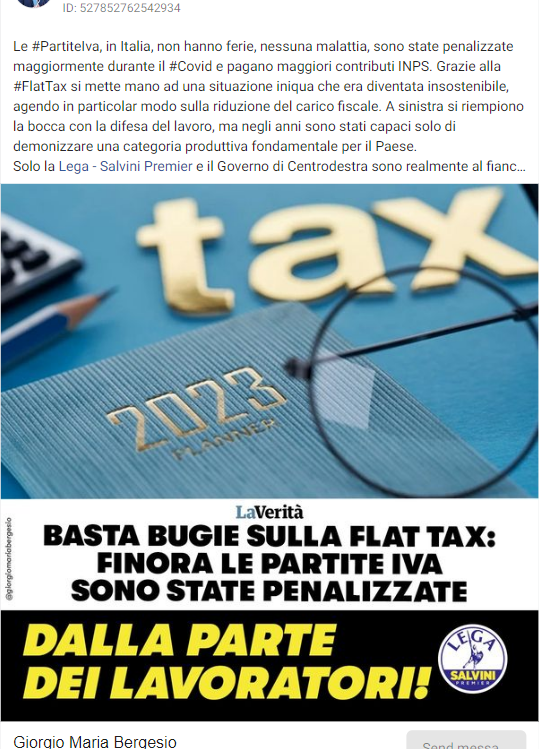 ID: 527852762542934
Le #PartiteIva, in Italia, non hanno ferie, nessuna malattia, sono state penalizzate
maggiormente durante il #Covid e pagano maggiori contributi INPS. Grazie alla
#FlatTax si mette mano ad una situazione iniqua che era diventata insostenibile,
agendo in particolar modo sulla riduzione del carico fiscale. A sinistra si riempiono
la bocca con la difesa del lavoro, ma negli anni sono stati capaci solo di
demonizzare una categoria produttiva fondamentale per il Paese.
Solo la Lega - Salvini Premier e il Governo di Centrodestra sono realmente al fianc...
tax
2023
PLANNER
LaVerità
@giorgiomariabergesio
BASTA BUGIE SULLA FLAT TAX:
FINORA LE PARTITE IVA
SONO STATE PENALIZZATE
DALLA PARTE
DEI LAVORATORI!
LEGA
SALVINI
PREMIER
Giorgio Maria Bergesio
Send messa